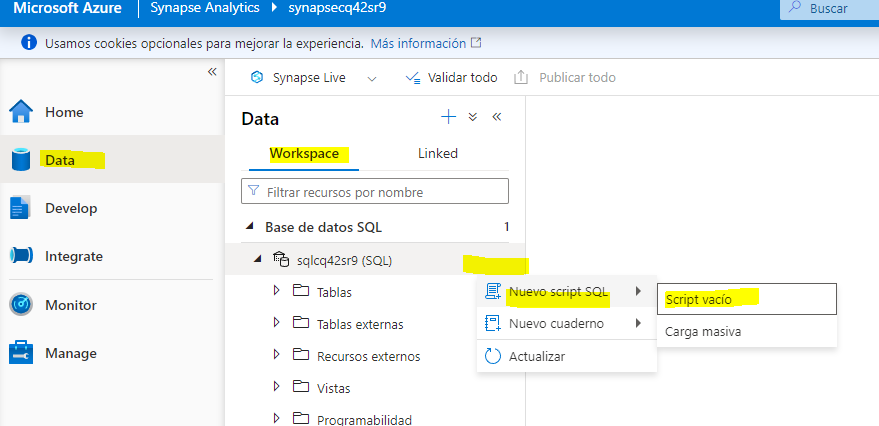 Microsoft Azure Synapse Analytics synapsecq42sr9 Buscar
Usamos cookies opcionales para mejorar la experiencia. Más información
Synapse Live Validar todo Publicar todo
Home
Data
Develop
Integrate
Monitor
Manage
Data
Workspace Linked
Filtrar recursos por nombre
Base de datos SQL 1
sqlcq42sr9 (SQL)
Tablas
Tablas externas
Recursos externos
Vistas
Programabilidad
Nuevo script SQL
Nuevo cuaderno
Actualizar
Script vacío
Carga masiva